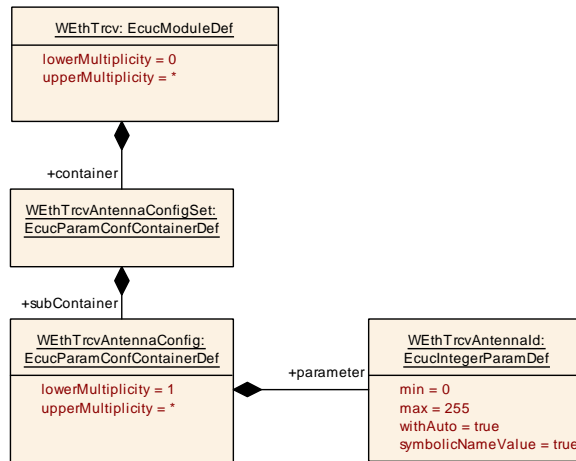 WEthTrcv: EcucModuleDef
lowerMultiplicity = 0
upperMultiplicity = *
+container
WEthTrcvAntennaConfigSet:
EcucParamConfContainerDef
+subContainer
WEthTrcvAntennaConfig:
EcucParamConfContainerDef
lowerMultiplicity = 1
upperMultiplicity = *
+parameter
WEthTrcvAntennaId:
EcucIntegerParamDef
min = 0
max = 255
withAuto = true
symbolicNameValue = true